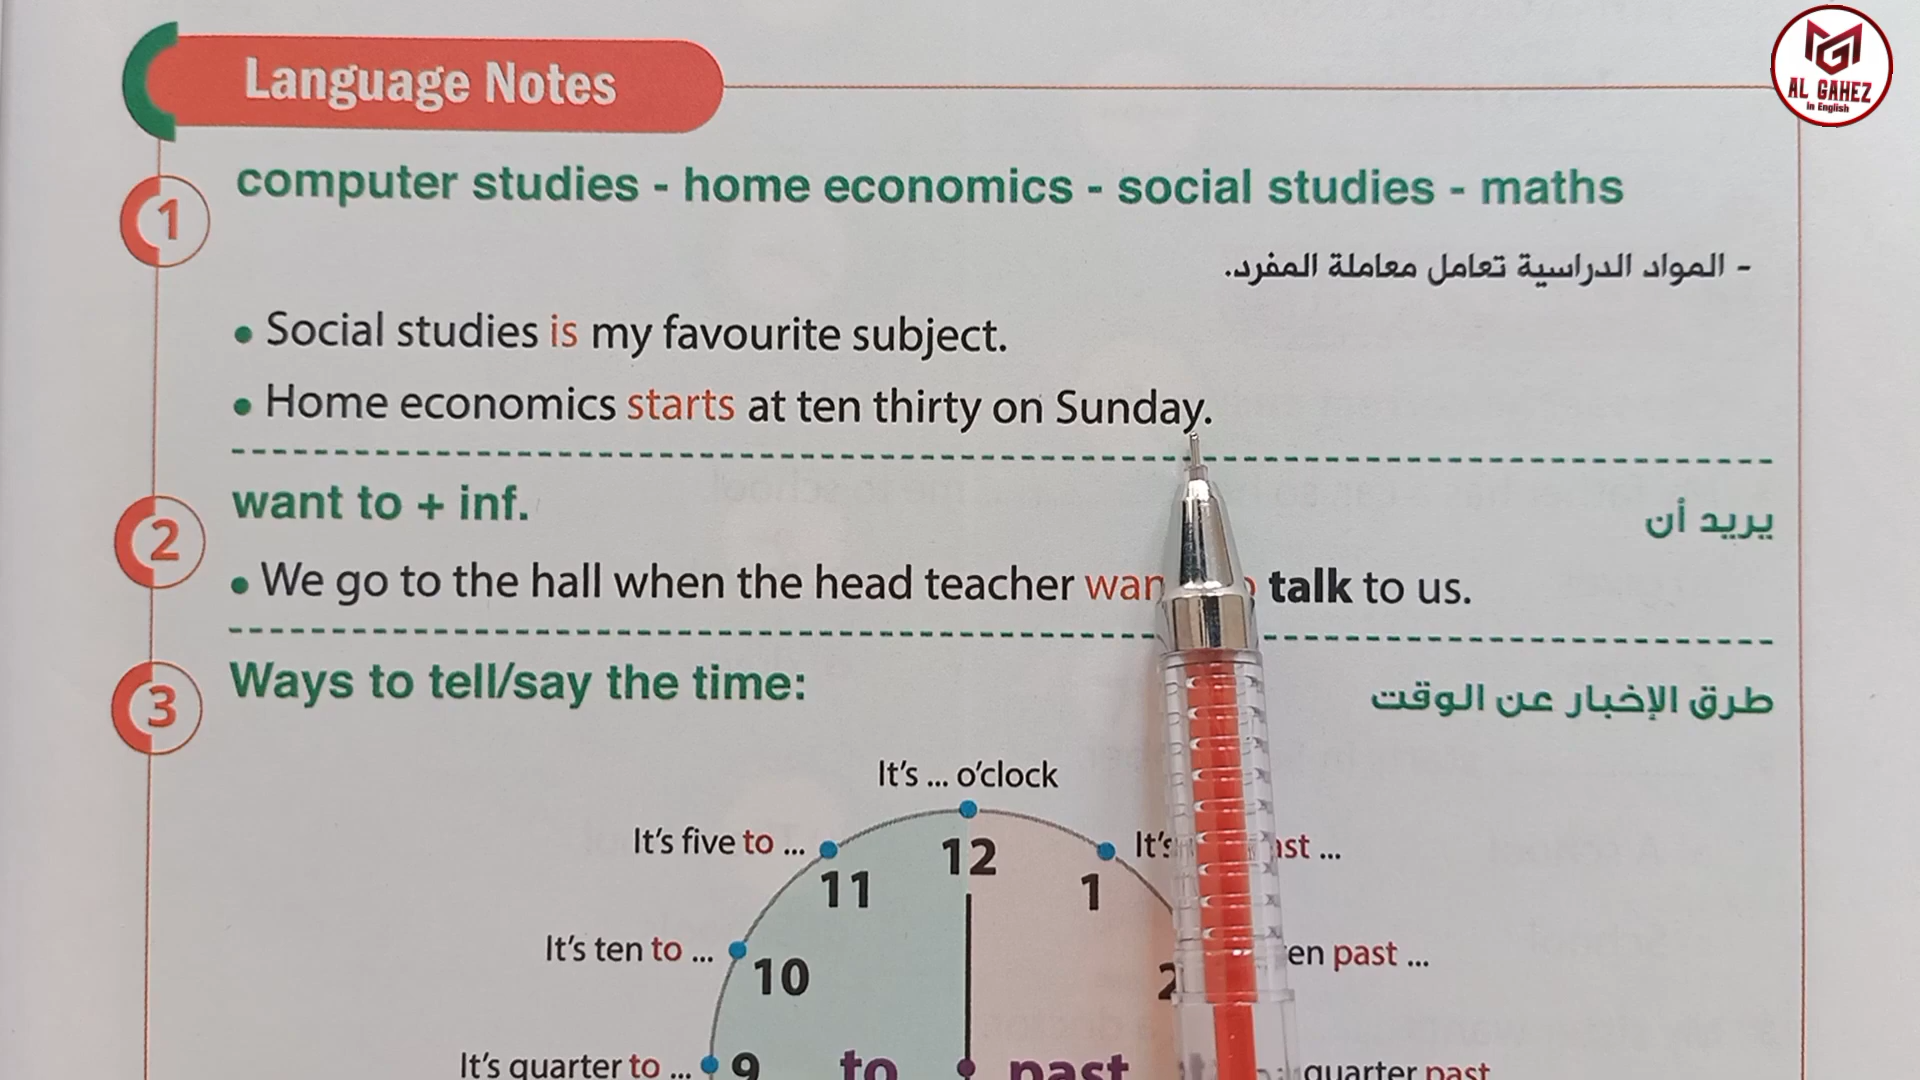 AL GAHEZ
in English
Language Notes
1
computer studies - home economics - social studies - maths
- المواد الدراسية تعامل معاملة المفرد.
• Social studies is my favourite subject.
• Home economics starts at ten thirty on Sunday.
2
want to + inf.
يريد أن
• We go to the hall when the head teacher talk to us.
3
Ways to tell/say the time:
طرق الإخبار عن الوقت
It's ... o'clock
It's five to ...
It's ...
12
11
1
It's ten to ...
past ...
10
It's quarter to ...
9
to
past
quarter past